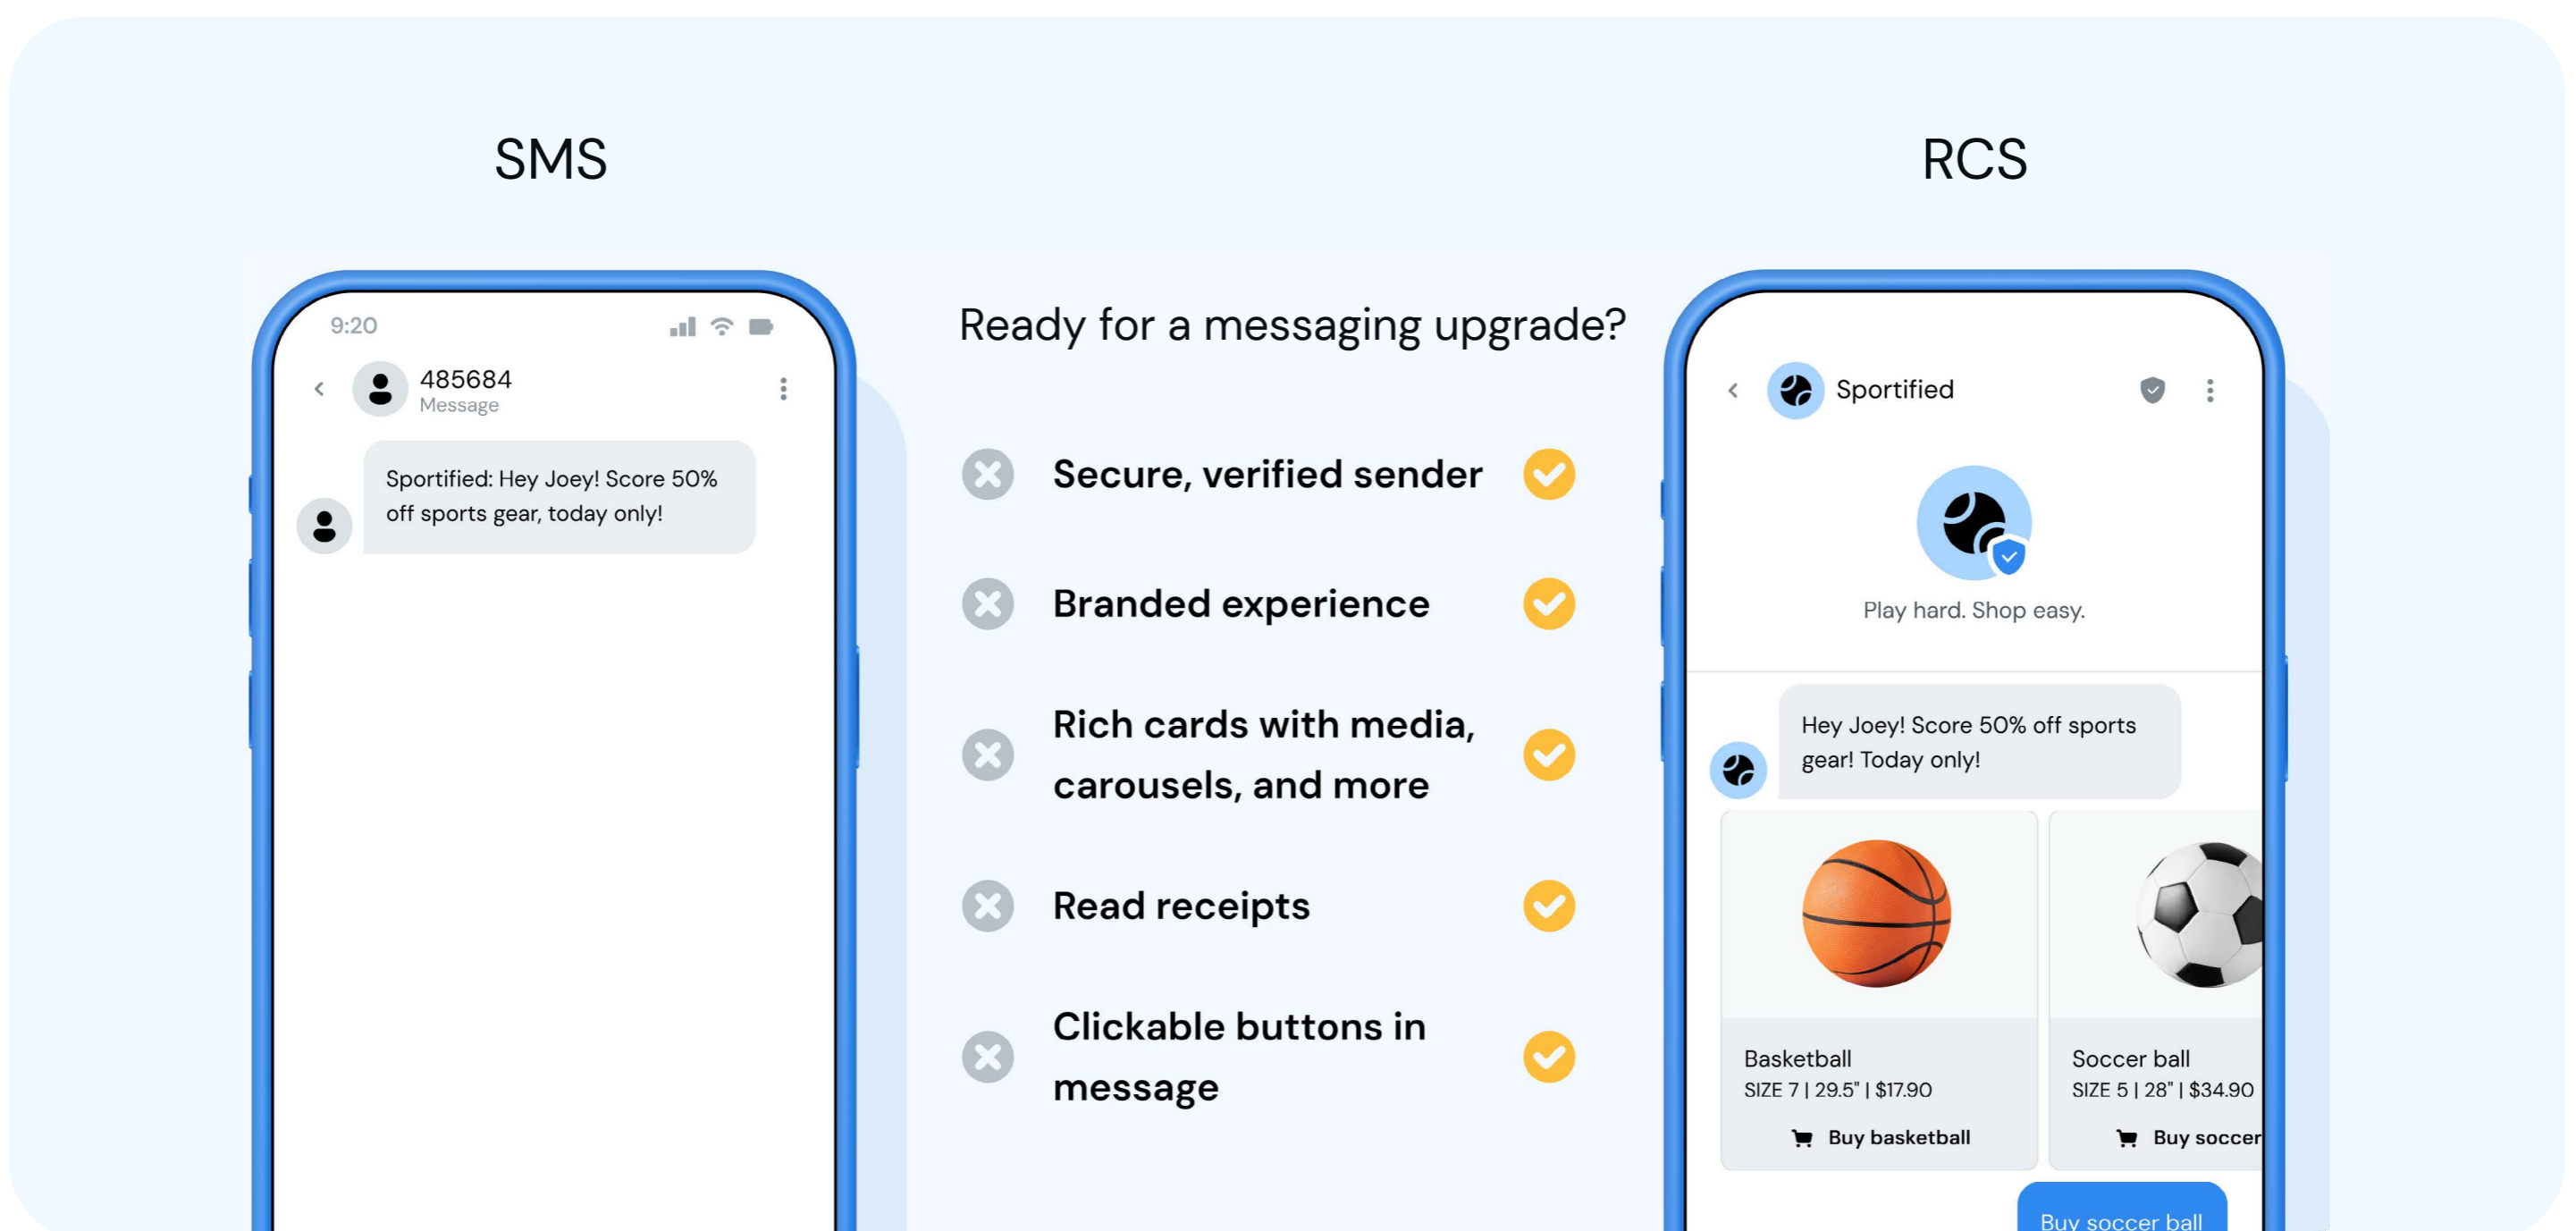 SMS
RCS
9:20
485684
Message
Sportified: Hey Joey! Score 50%
off sports gear, today only!
Ready for a messaging upgrade?
Secure, verified sender
Branded experience
Rich cards with media,
carousels, and more
Read receipts
Clickable buttons in
message
Sportified
Play hard. Shop easy.
Hey Joey! Score 50% off sports
gear! Today only!
Basketball
SIZE 7 | 29.5" | $17.90
Buy basketball
Soccer ball
SIZE 5 | 28" | $34.90
Buy soccer
Buy soccer ball